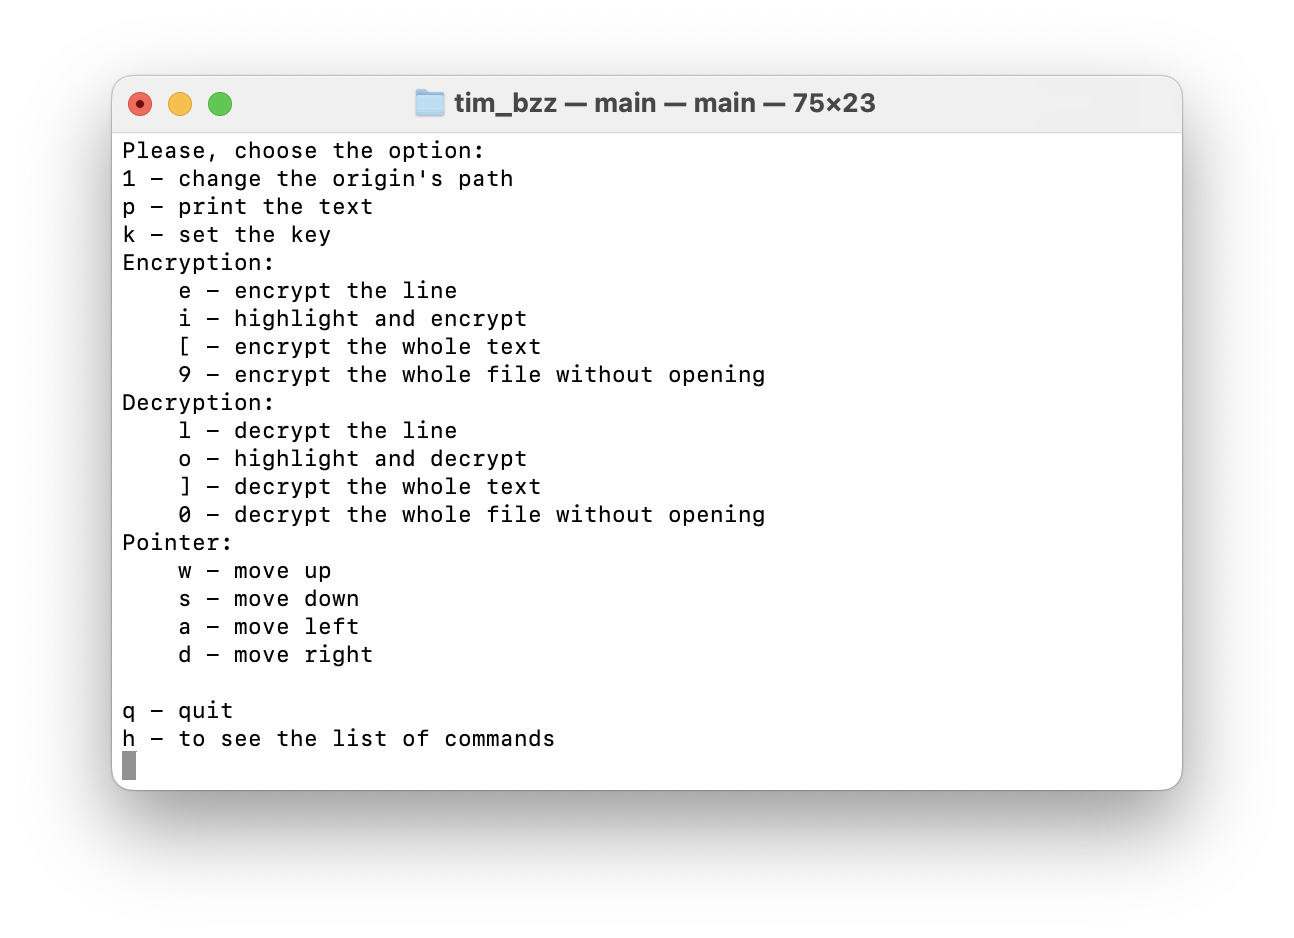 tim_bzz — main — main — 75×23
Please, choose the option:
1 – change the origin's path
p – print the text
k – set the key
Encryption:
    e – encrypt the line
    i – highlight and encrypt
    [ – encrypt the whole text
    9 – encrypt the whole file without opening
Decryption:
    l – decrypt the line
    o – highlight and decrypt
    ] – decrypt the whole text
    0 – decrypt the whole file without opening
Pointer:
    w – move up
    s – move down
    a – move left
    d – move right

q – quit
h – to see the list of commands